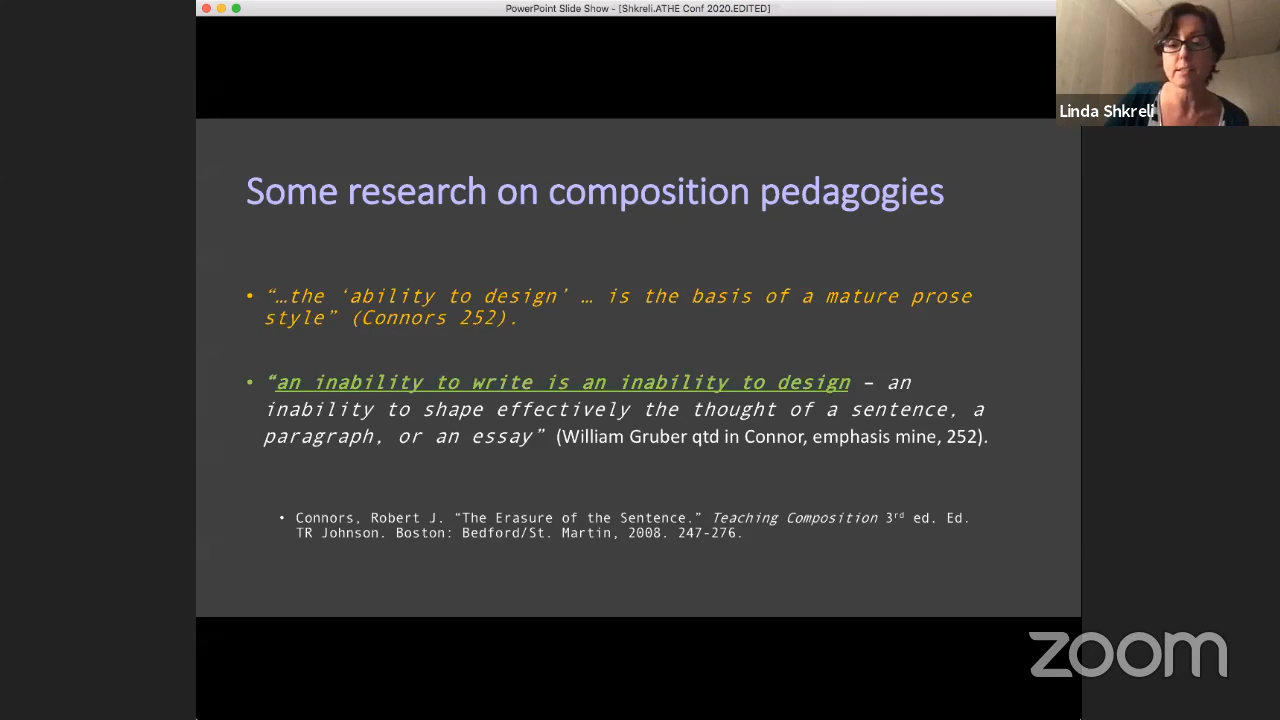 PowerPoint Slide Show - [Shkreli.ATHE Conf 2020.EDITED]
Linda Shkreli
Some research on composition pedagogies
• “…the ‘ability to design’ … is the basis of a mature prose
style” (Connors 252).
• “an inability to write is an inability to design – an
inability to shape effectively the thought of a sentence, a
paragraph, or an essay” (William Gruber qtd in Connor, emphasis mine, 252).
• Connors, Robert J. “The Erasure of the Sentence.” Teaching Composition 3rd ed. Ed.
TR Johnson. Boston: Bedford/St. Martin, 2008. 247-276.
zoom